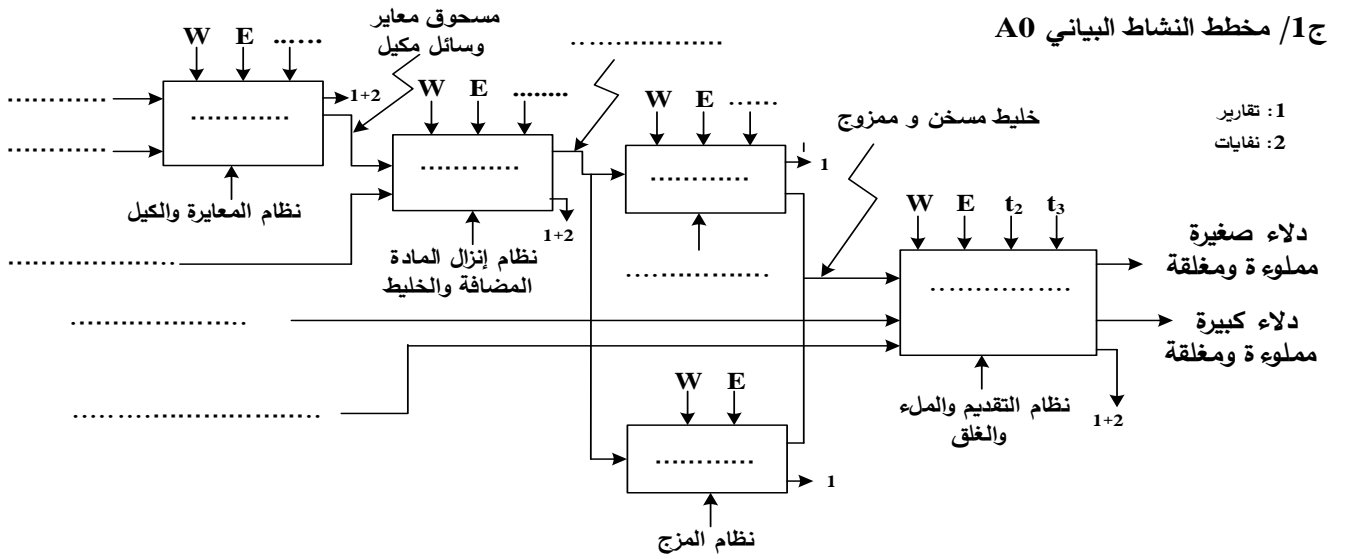 ج1/ مخطط النشاط البياني A0
1: تقارير
2: نفايات
مسحوق معاير
وسائل مكيل
W E ......
..............
..............
............
1+2
نظام المعايرة والكيل
W E ........
............
1+2
نظام إنزال المادة
المضافة والخليط
......................
W E ......
............
1
.....................
خليط مسخن و ممزوج
W E
............
1
نظام المزج
W E t₂ t₃
................
1+2
نظام التقديم والملء
والغلق
دلاء صغيرة
مملوءة ومغلقة
دلاء كبيرة
مملوءة ومغلقة
........................
.........................
...................................